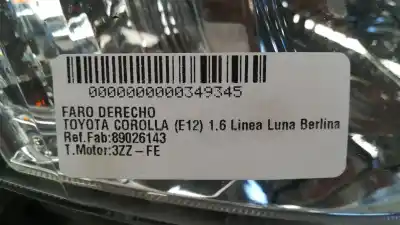 0000000000349345
FARO DERECHO
TOYOTA COROLLA (E12) 1.6 Linea Luna Berlina
Ref.Fab:89026143
T.Motor:3ZZ-FE